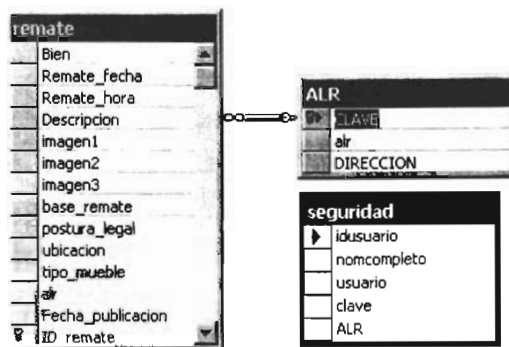 remate
Bien
Remate_fecha
Remate_hora
Descripcion
imagen1
imagen2
imagen3
base_remate
postura_legal
ubicacion
tipo_mueble
alr
Fecha_publicacion
ID_remate
ALR
CLAVE
alr
DIRECCION
seguridad
idusuario
nomcompleto
usuario
clave
ALR